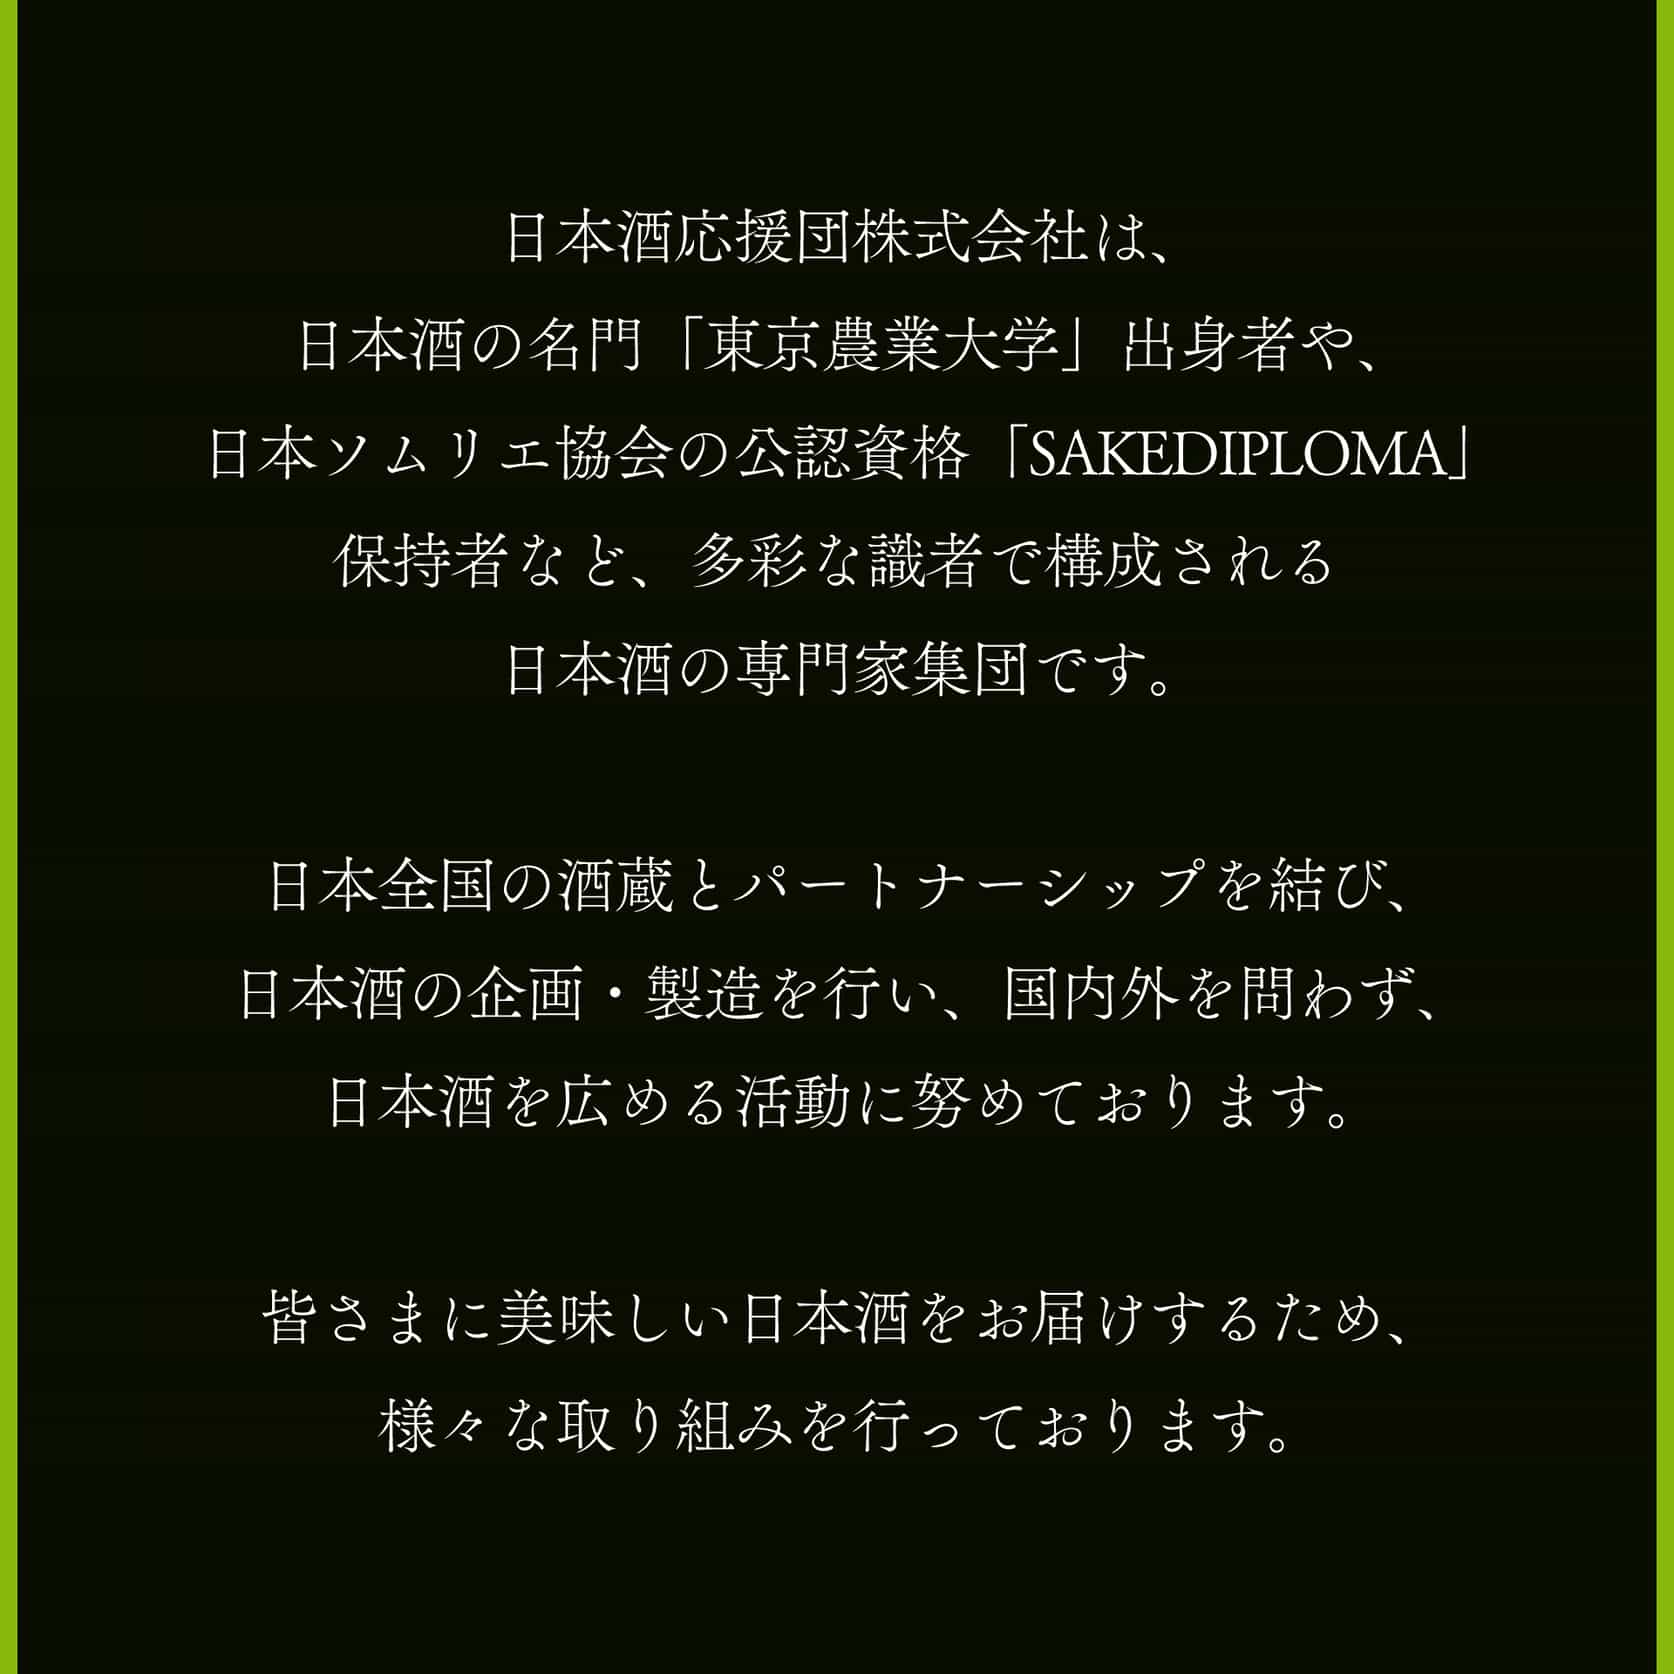 日本酒応援団株式会社は、
日本酒の名門「東京農業大学」出身者や、
日本ソムリエ協会の公認資格「SAKEDIPLOMA」
保持者など、多彩な識者で構成される
日本酒の専門家集団です。
日本全国の酒蔵とパートナーシップを結び、
日本酒の企画・製造を行い、国内外を問わず、
日本酒を広める活動に努めております。
皆さまに美味しい日本酒をお届けするため、
様々な取り組みを行っております。